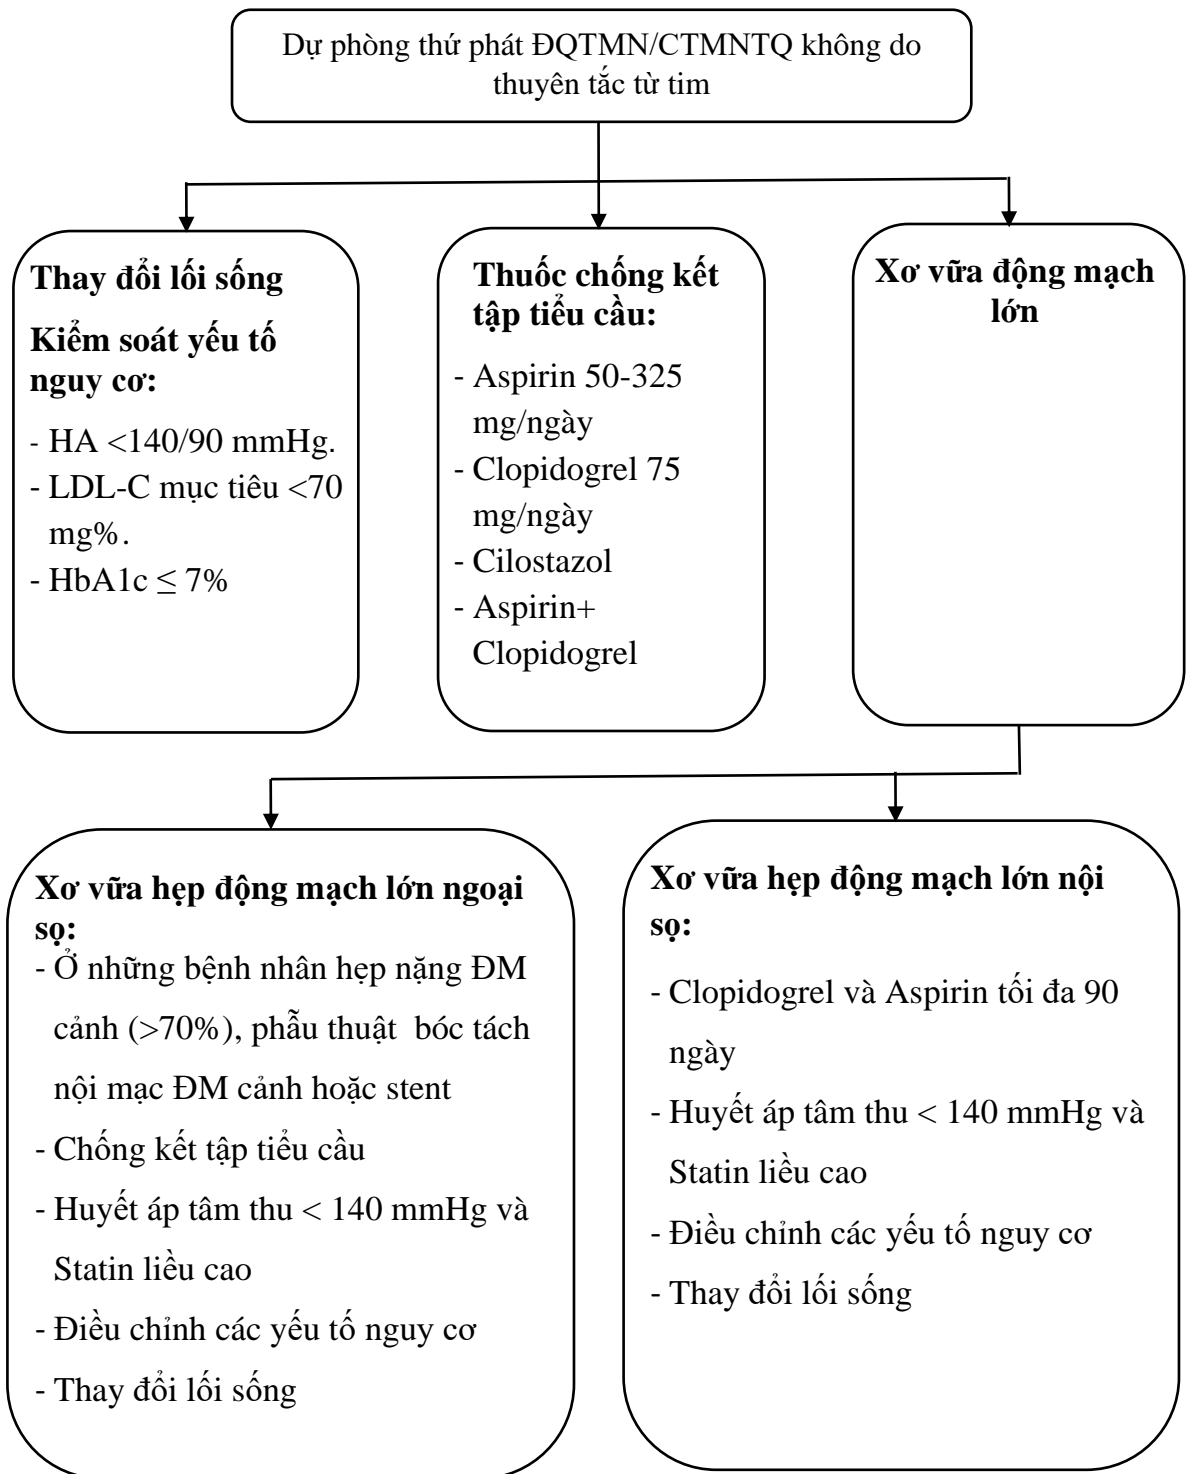 Dự phòng thứ phát ĐQTMN/CTMNTQ không do
thuyên tắc từ tim
Thay đổi lối sống
Kiểm soát yếu tố
nguy cơ:
- HA <140/90 mmHg.
- LDL-C mục tiêu <70
mg%.
- HbA1c ≤ 7%
Thuốc chống kết
tập tiểu cầu:
- Aspirin 50-325
mg/ngày
- Clopidogrel 75
mg/ngày
- Cilostazol
- Aspirin+
Clopidogrel
Xơ vữa động mạch
lớn
Xơ vữa hẹp động mạch lớn ngoại
sọ:
- Ở những bệnh nhân hẹp nặng ĐM
cảnh (>70%), phẫu thuật bóc tách
nội mạc ĐM cảnh hoặc stent
- Chống kết tập tiểu cầu
- Huyết áp tâm thu < 140 mmHg và
Statin liều cao
- Điều chỉnh các yếu tố nguy cơ
- Thay đổi lối sống
Xơ vữa hẹp động mạch lớn nội
sọ:
- Clopidogrel và Aspirin tối đa 90
ngày
- Huyết áp tâm thu < 140 mmHg và
Statin liều cao
- Điều chỉnh các yếu tố nguy cơ
- Thay đổi lối sống